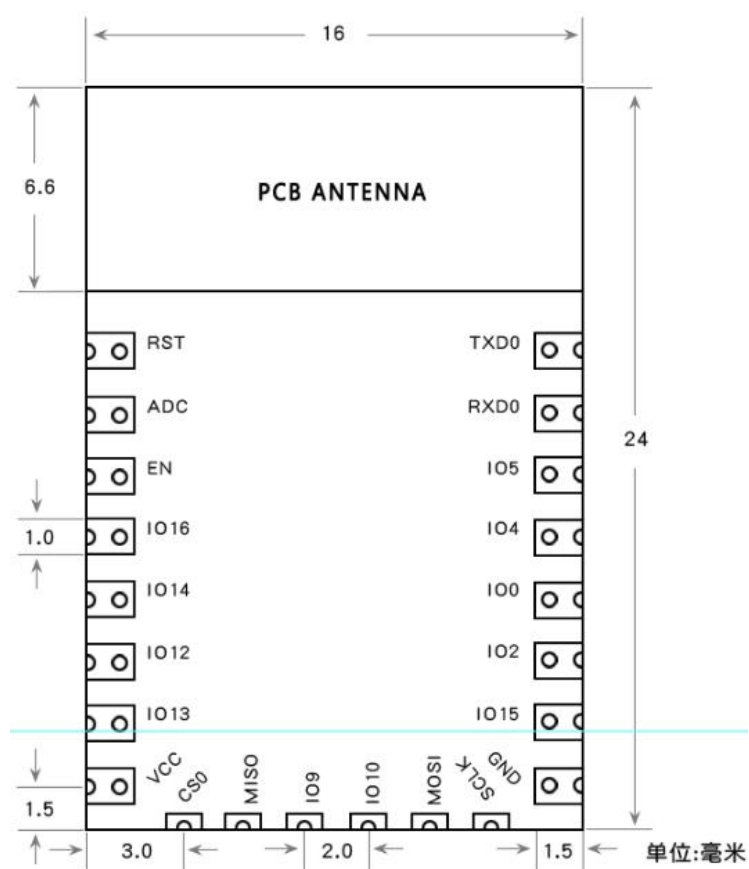 16
6.6
PCB ANTENNA
RST
TXD0
ADC
RXD0
24
EN
IO5
1.0
IO16
IO4
IO14
IO0
IO12
IO2
IO13
IO15
1.5
VCC
CS0
MISO
IO9
IO10
MOSI
SCLK
GND
3.0
2.0
1.5
单位:毫米